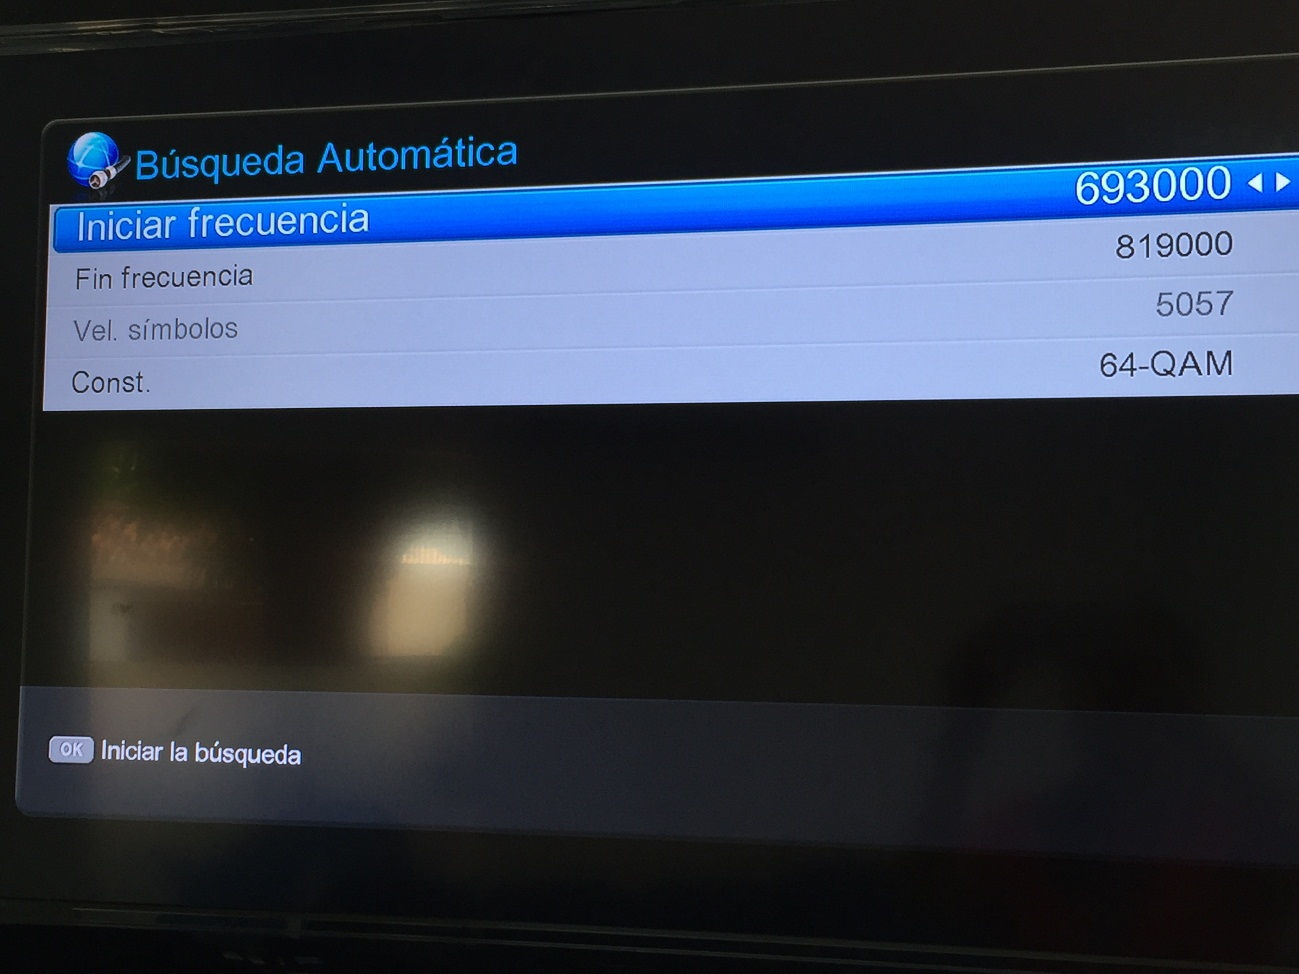 Búsqueda Automática
Iniciar frecuencia 693000
Fin frecuencia 819000
Vel. símbolos 5057
Const. 64-QAM
OK Iniciar la búsqueda